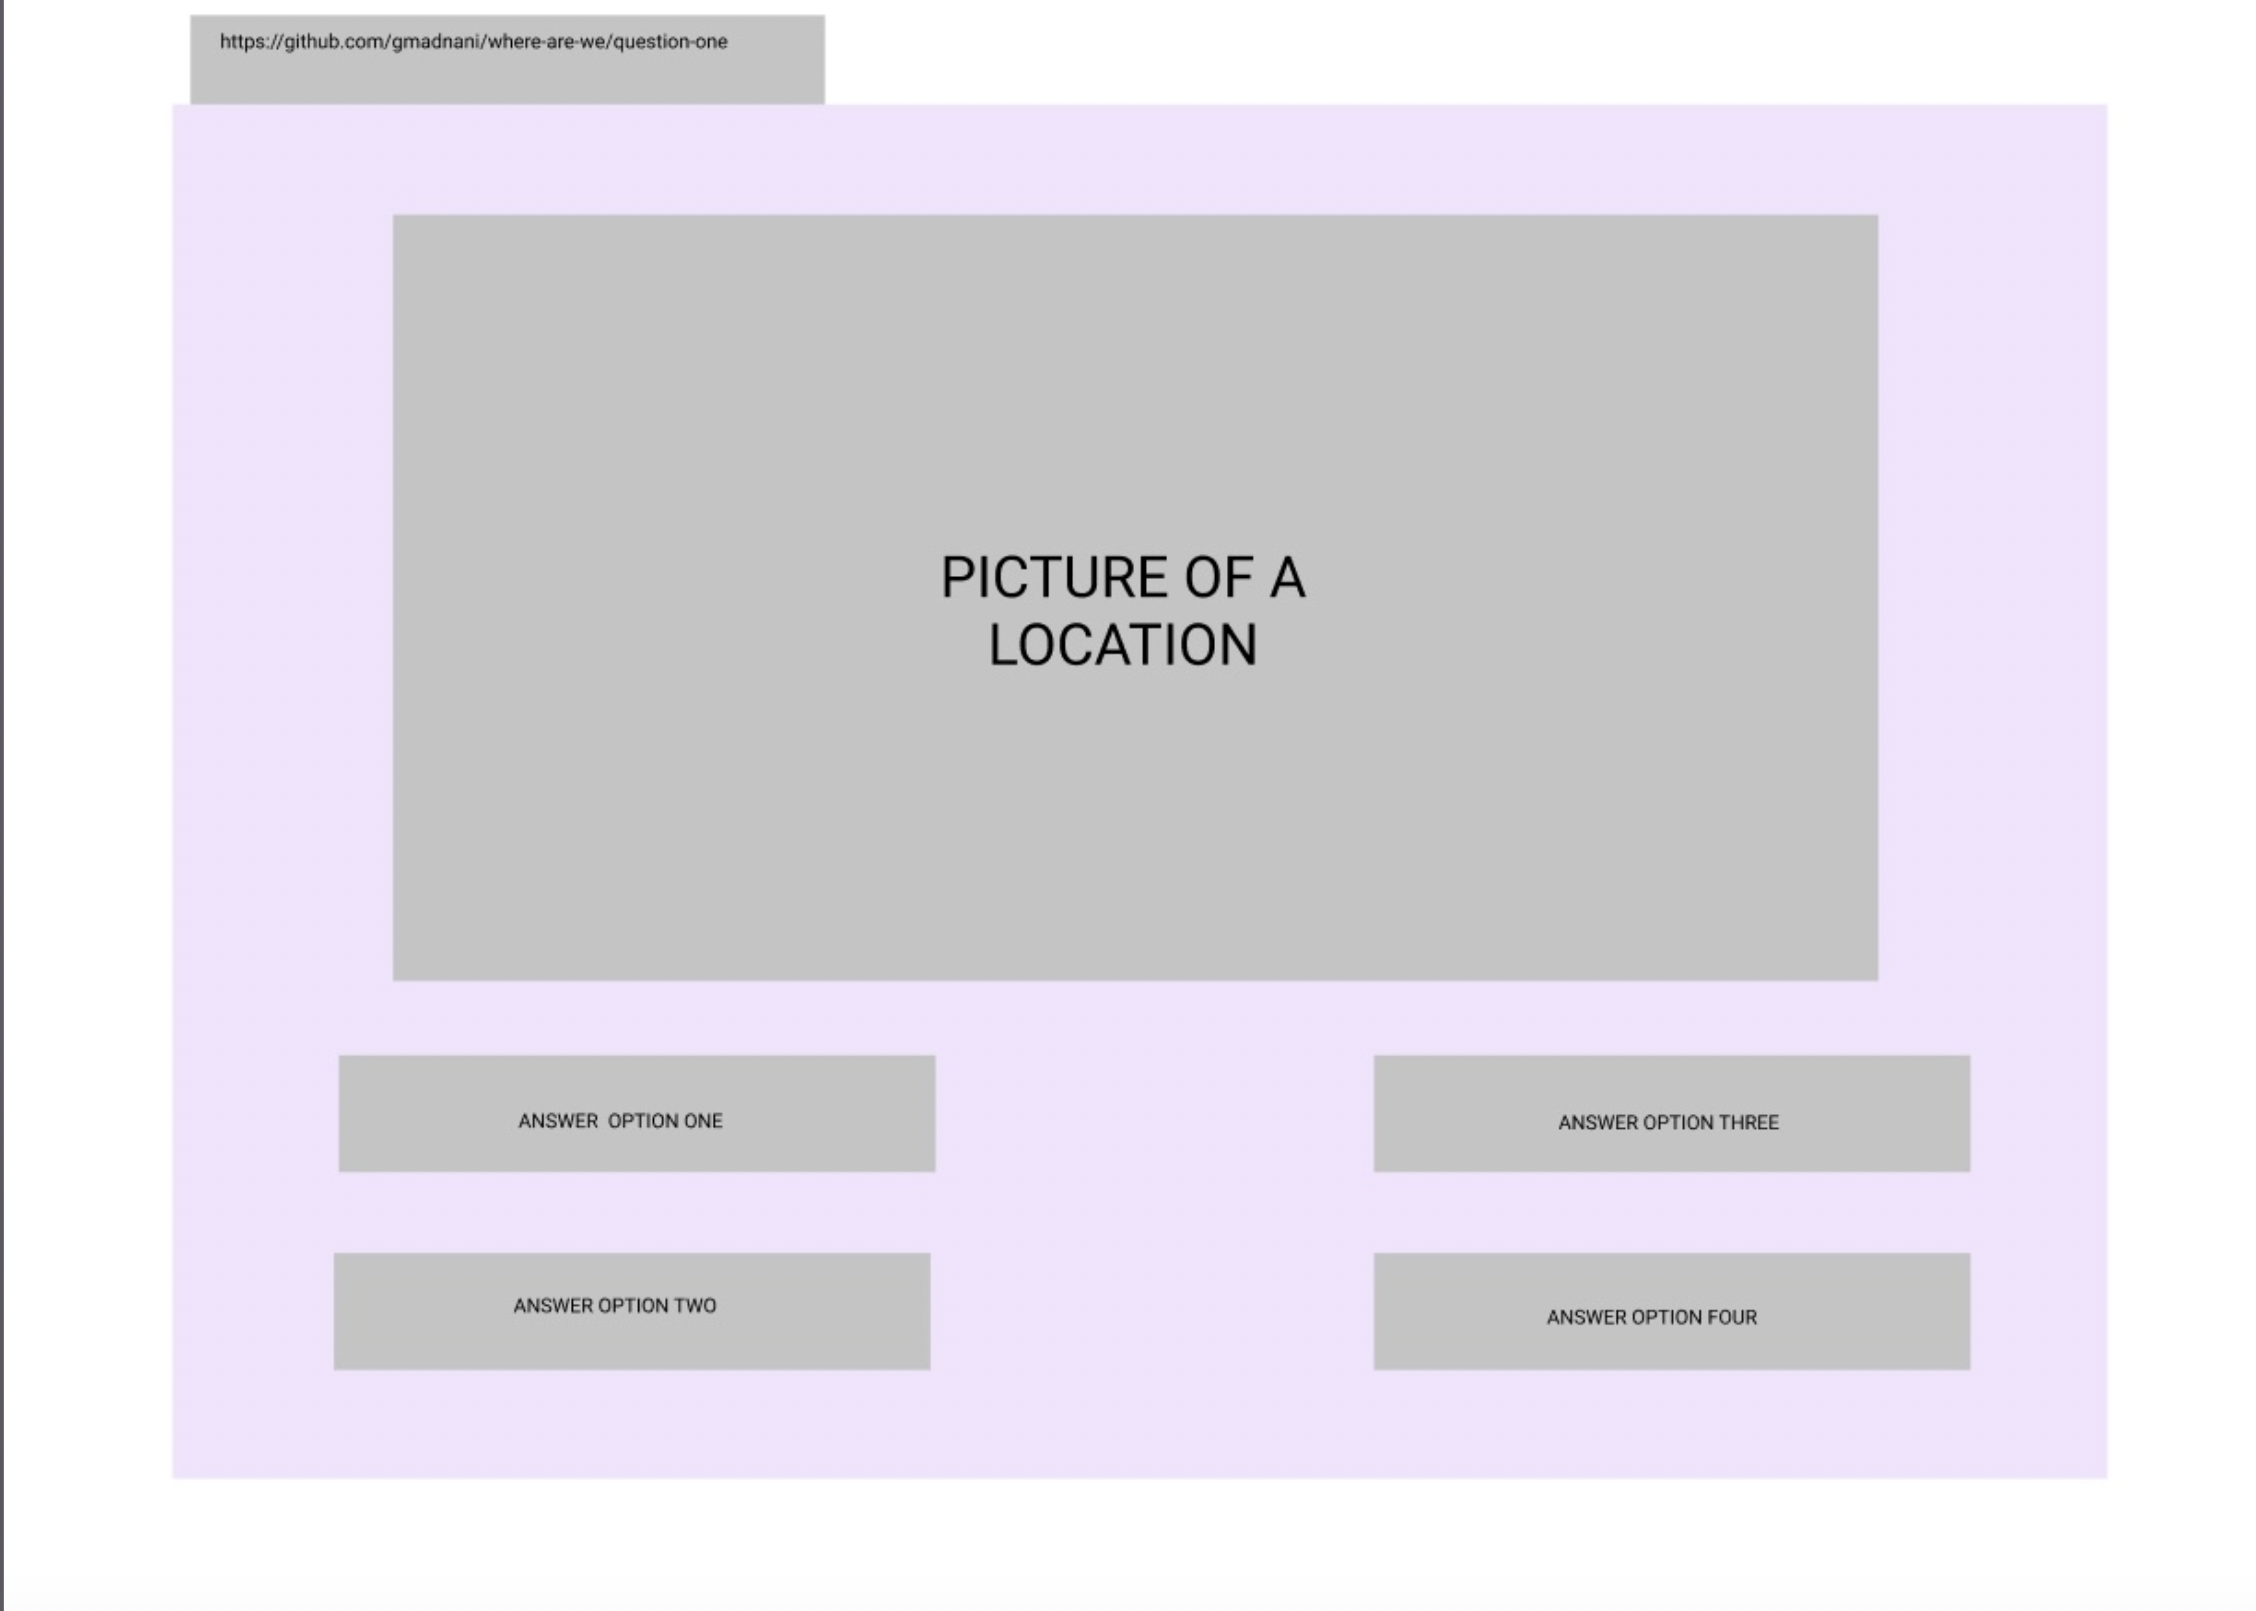 https://github.com/gmadnani/where-are-we/question-one
PICTURE OF A
LOCATION
ANSWER  OPTION ONE
ANSWER OPTION THREE
ANSWER OPTION TWO
ANSWER OPTION FOUR